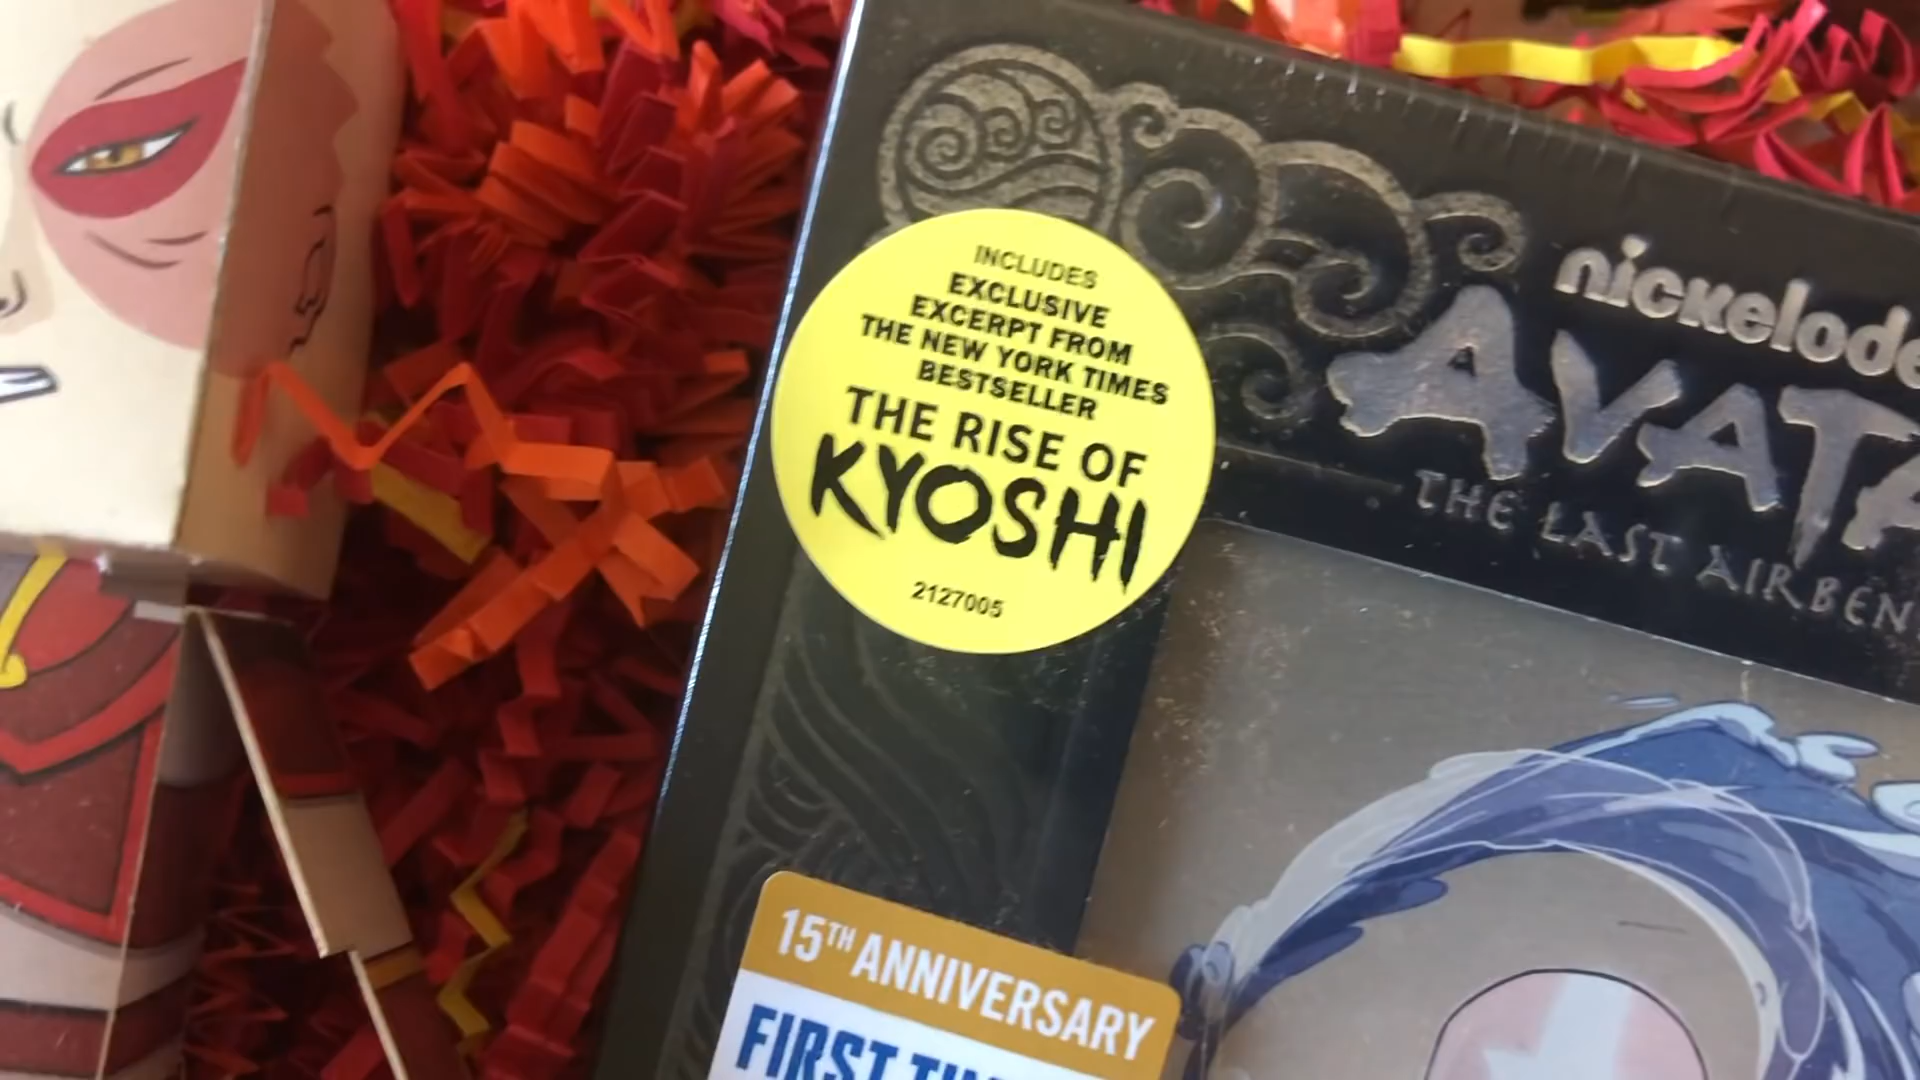 INCLUDES
EXCLUSIVE
EXCERPT FROM
THE NEW YORK TIMES
BESTSELLER
THE RISE OF
KYOSHI
2127005
nickelode
AVATA
THE LAST AIRBEN
15TH ANNIVERSARY
FIRST